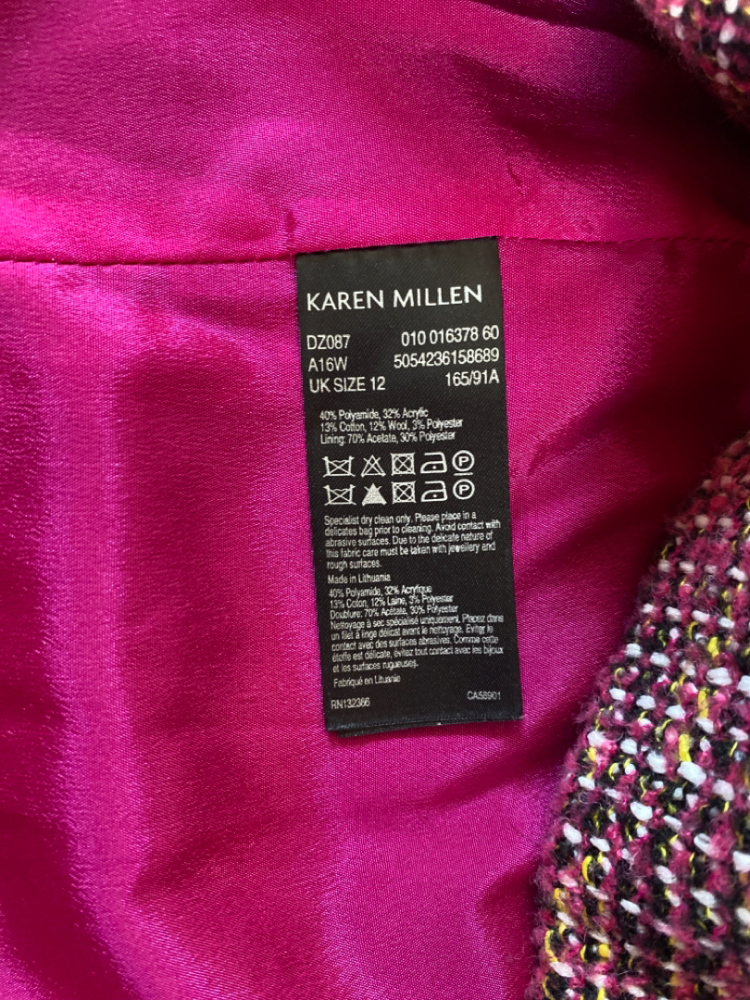 KAREN MILLEN
DZ087 010 016378 60
A16W 5054236158689
UK SIZE 12 165/91A
40% Polyamide, 32% Acrylic
13% Cotton, 12% Wool, 3% Polyester
Lining: 70% Acetate, 30% Polyester
P
P
Specialist dry clean only. Please place in a
delicates bag prior to cleaning. Avoid contact with
abrasive surfaces. Due to the delicate nature of
this fabric care must be taken with jewellery and
rough surfaces.
Made in Lithuania
40% Polyamide, 32% Acrylique
13% Coton, 12% Laine, 3% Polyester
Doublure: 70% Acétate, 30% Polyester
Nettoyage à sec spécialisé uniquement. Placez dans
un filet à linge délicat avant le nettoyage. Evitez le
contact avec des surfaces abrasives. Comme cette
étoffe est délicate, évitez tout contact avec les bijoux
et les surfaces rugueuses.
Fabriqué en Lituanie
RN132366 CA58901